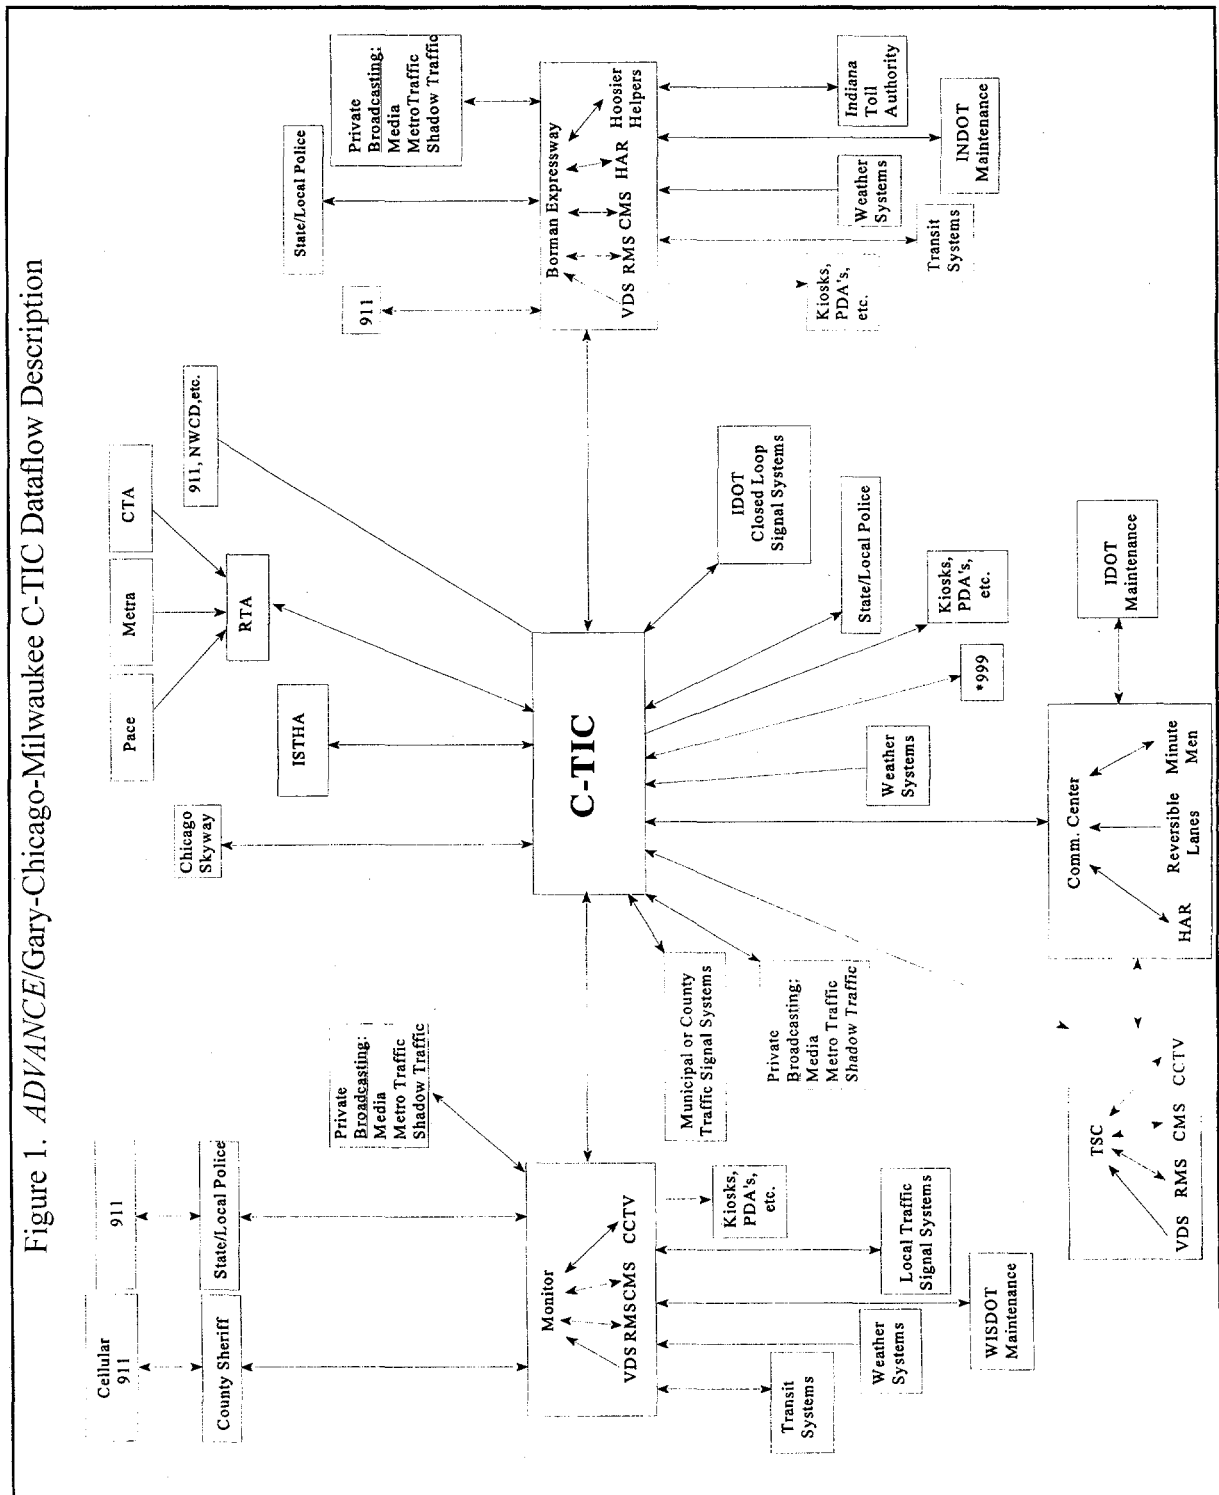 Figure 1. ADVANCE/Gary-Chicago-Milwaukee C-TIC Dataflow Description
Cellular
911
911
County Sheriff
State/Local Police
Private
Broadcasting:
Media
Metro Traffic
Shadow Traffic
Monitor
VDS RMS CMS CCTV
Transit
Systems
Weather
Systems
WISDOT
Maintenance
Local Traffic
Signal Systems
Kiosks,
PDA's,
etc.
Pace
Metra
CTA
RTA
911, NWCD,etc.
Chicago
Skyway
ISTHA
C-TIC
Municipal or County
Traffic Signal Systems
Private
Broadcasting:
Media
Metro Traffic
Shadow Traffic
Weather
Systems
*999
Kiosks,
PDA's,
etc.
State/Local Police
IDOT
Closed Loop
Signal Systems
TSC
VDS RMS CMS CCTV
Comm. Center
HAR Reversible Minute
Lanes Men
IDOT
Maintenance
911
State/Local Police
Private
Broadcasting:
Media
MetroTraffic
Shadow Traffic
Borman Expressway
VDS RMS CMS HAR Hoosier
Helpers
Kiosks,
PDA's,
etc.
Transit
Systems
Weather
Systems
INDOT
Maintenance
Indiana
Toll
Authority